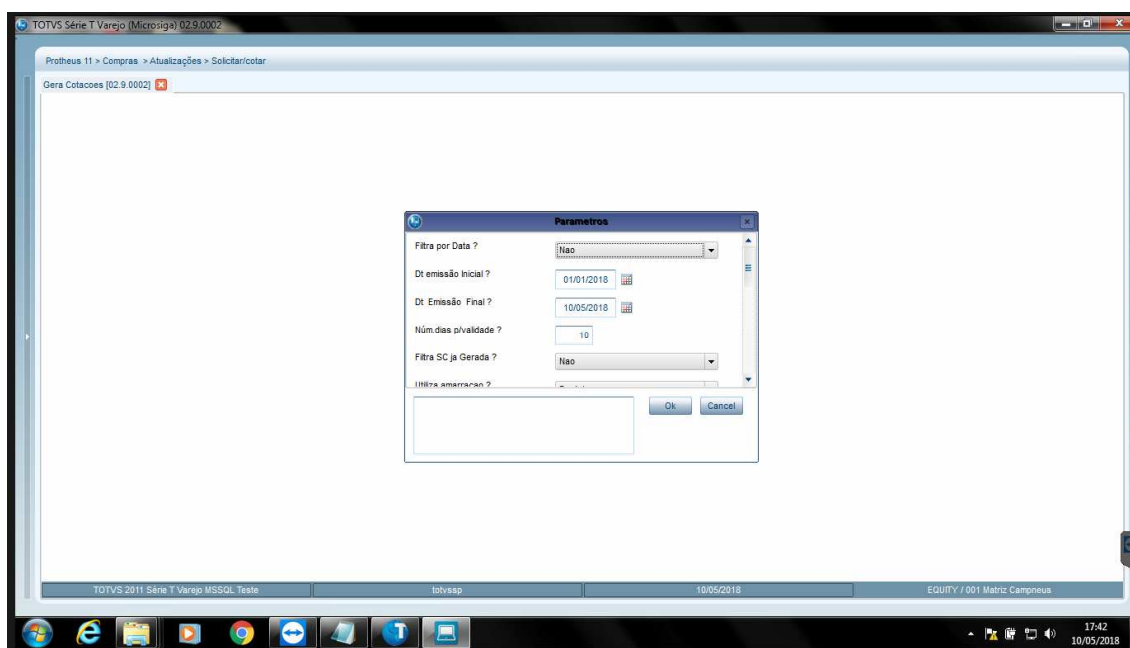 TOTVS Série T Varejo (Microsiga) 02.9.0002
Protheus 11 > Compras > Atualizações > Solicitar/cotar
Gera Cotacoes [02.9.0002]
Parametros
Filtra por Data ? Nao
Dt emissão Inicial ? 01/01/2018
Dt Emissão Final ? 10/05/2018
Núm.dias p/validade ? 10
Filtra SC ja Gerada ? Nao
Utiliza amarracao ?
Ok Cancel
TOTVS 2011 Série T Varejo MSSQL Teste totvssp 10/05/2018 EQUITY / 001 Matriz Campneus
17:42
10/05/2018